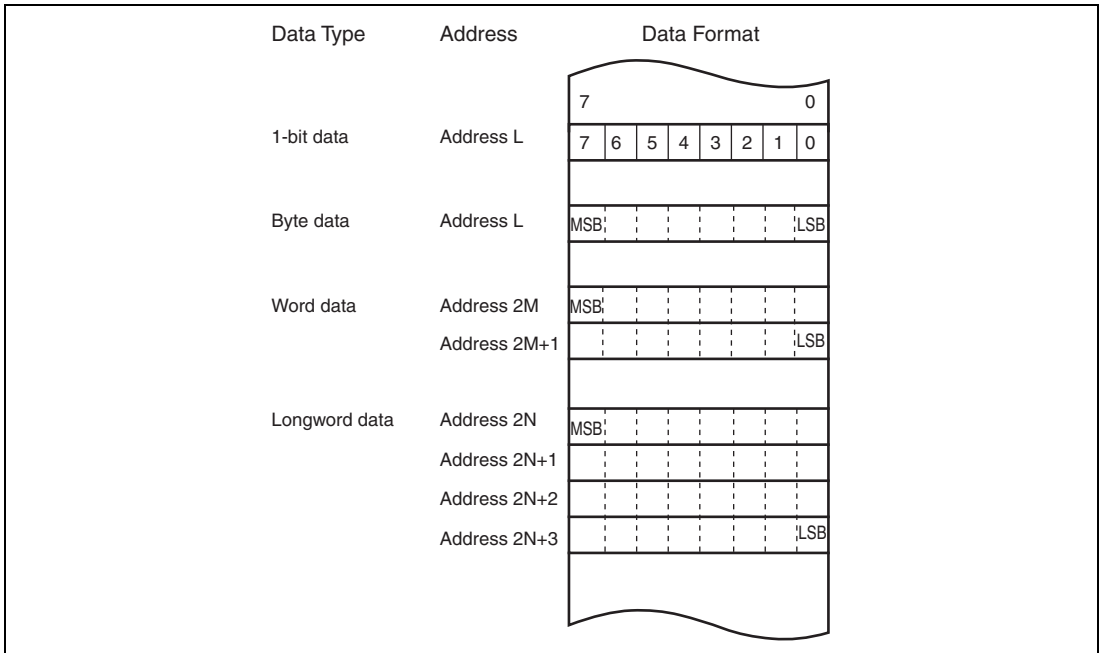 Data Type Address Data Format
7 0
1-bit data Address L 7 6 5 4 3 2 1 0
Byte data Address L MSB LSB
Word data Address 2M MSB
Address 2M+1 LSB
Longword data Address 2N MSB
Address 2N+1
Address 2N+2
Address 2N+3 LSB